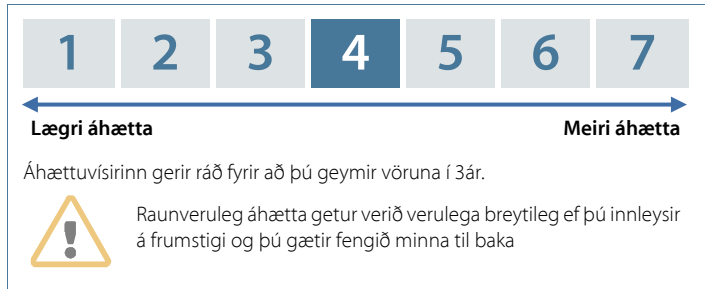 1 2 3 4 5 6 7
Lægri áhætta Meiri áhætta
Áhættuvísirinn gerir ráð fyrir að þú geymir vöruna í 3ár.
Raunveruleg áhætta getur verið verulega breytileg ef þú innleysir
á frumstigi og þú gætir fengið minna til baka